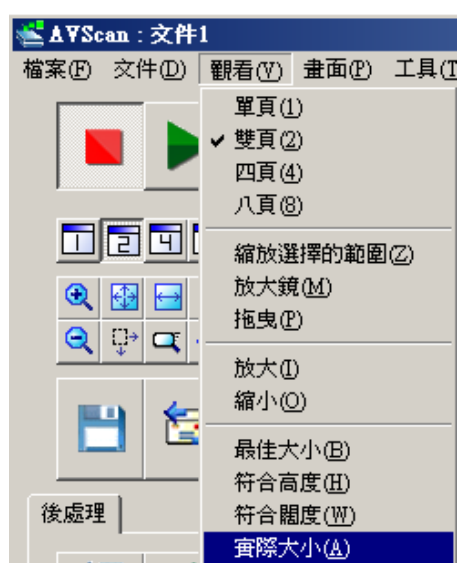 AVScan : 文件1
檔案(F) 文件(D) 觀看(V) 畫面(P) 工具(T
單頁(1)
雙頁(2)
四頁(4)
八頁(8)
1 2 4
縮放選擇的範圍(Z)
放大鏡(M)
拖曳(P)
放大(I)
縮小(O)
最佳大小(B)
符合高度(H)
符合闊度(W)
後處理
實際大小(A)